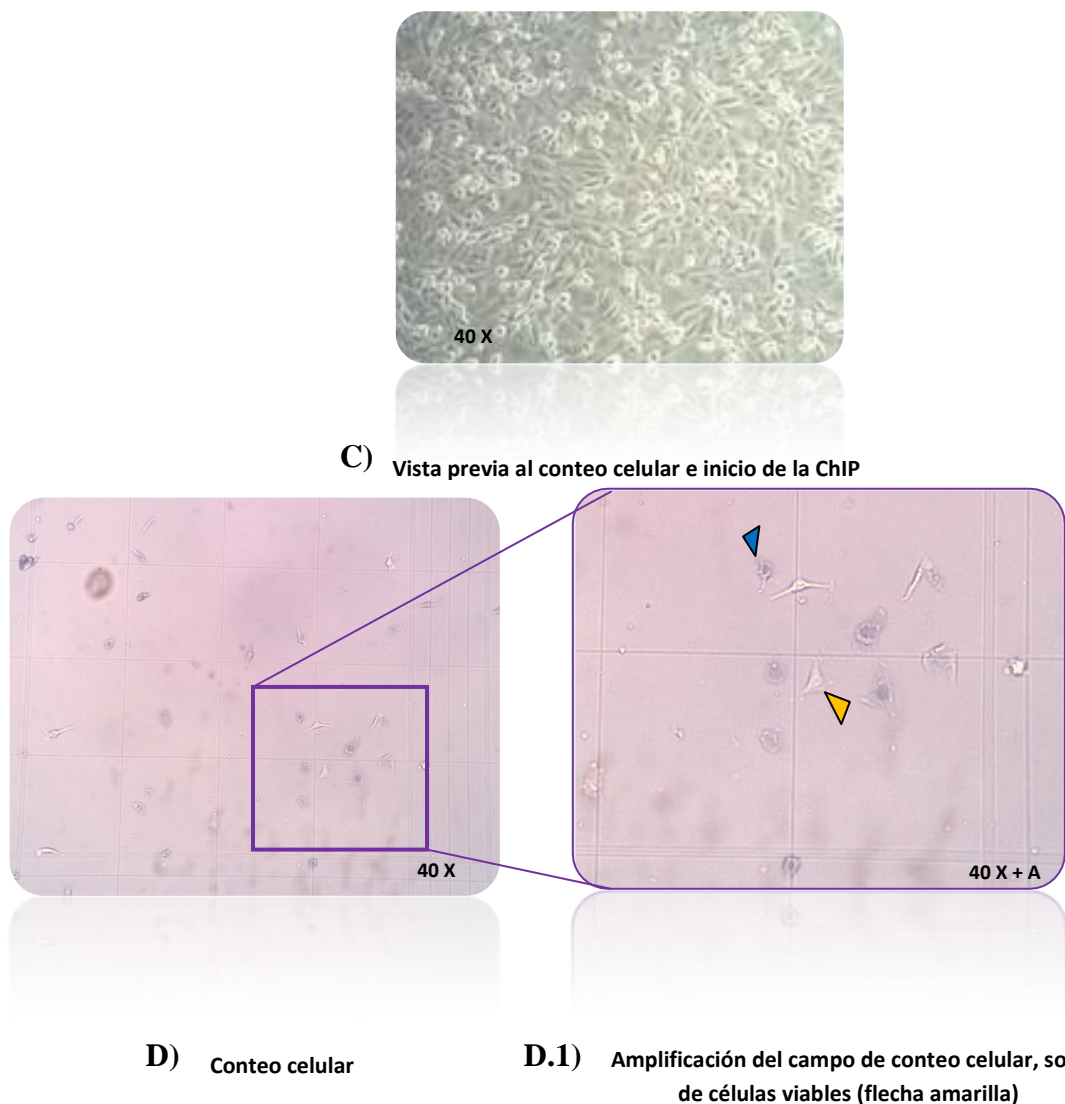 40 X
C) Vista previa al conteo celular e inicio de la ChIP
40 X
40 X + A
D) Conteo celular
D.1) Amplificación del campo de conteo celular, so
de células viables (flecha amarilla)